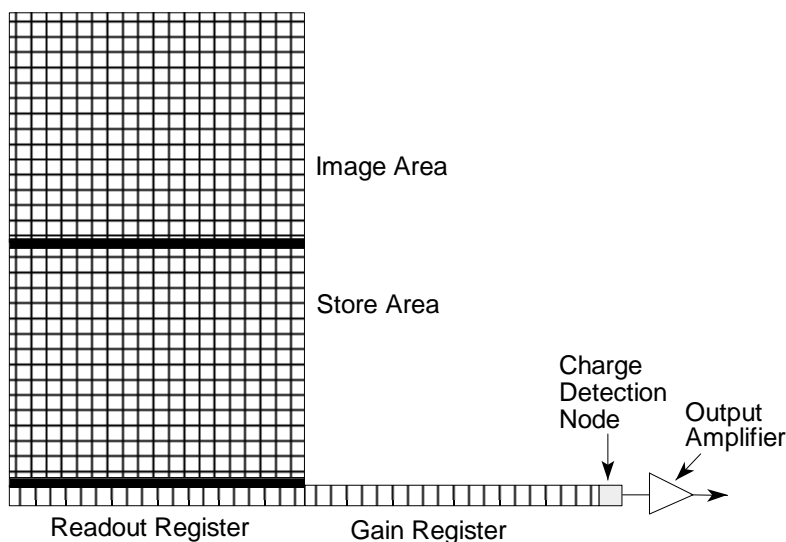 Image Area
Store Area
Charge
Detection
Node
Output
Amplifier
Readout Register
Gain Register